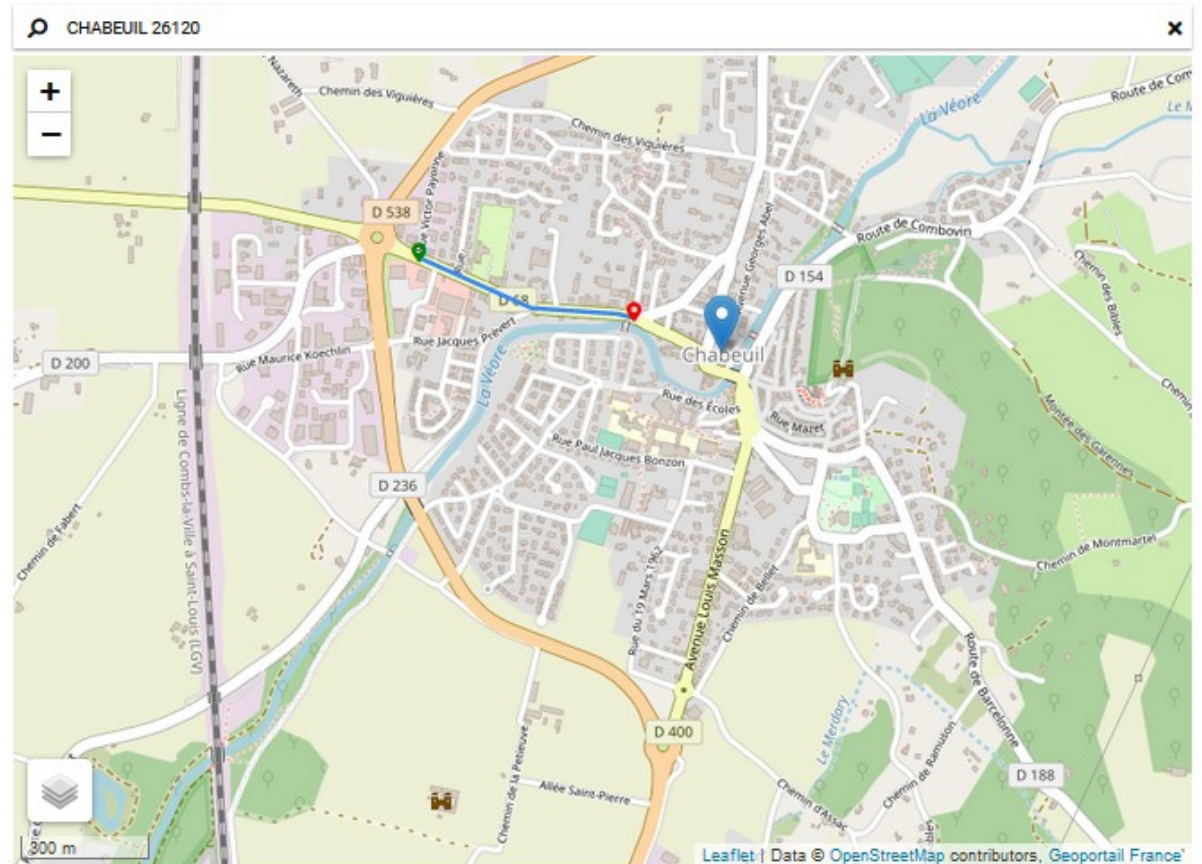 CHABEUIL 26120
×
+
−
Nazareth
Chemin des Viguières
Route de Com
La Véore
Le M
Chemin des Viguières
Victor Payonne
D 538
Rue
Avenue Georges Abel
Route de Combovin
D 154
Chemin des Bibles
D 68
Rue Jacques Prévert
Chabeuil
D 200
Rue Maurice Koechlin
La Véore
Chemin
Rue des Écoles
Rue Mazet
Montée des Garennes
Ligne de Combs-la-Ville à Saint-Louis (LGV)
Rue Paul Jacques Bonzon
D 236
Chemin de Fabert
Chemin de Montmartel
Rue du 19 Mars 1962
Avenue Louis Masson
Chemin de Bellet
Route de Barcelonne
Le Merdary
D 400
Chemin de la Petieuve
Chemin de Ramuson
D 188
Allée Saint-Pierre
Chemin d'Assac
300 m
Leaflet | Data © OpenStreetMap contributors, Geoportail France"